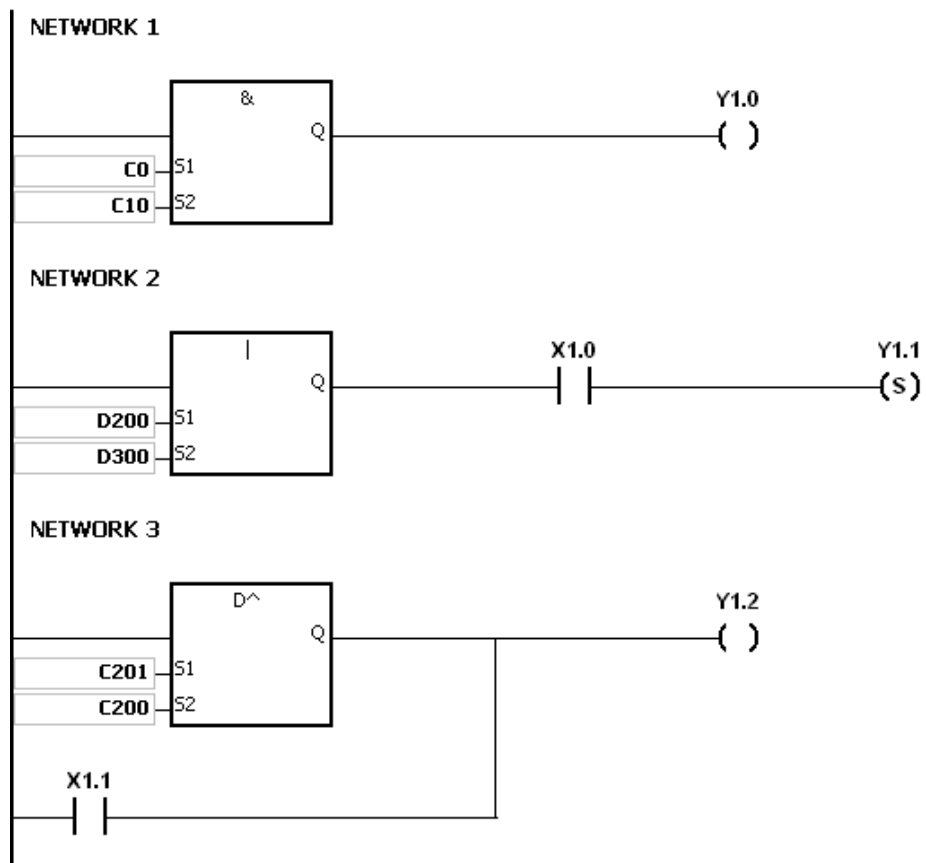 NETWORK 1
&
Y1.0
Q
C0 S1
C10 S2
NETWORK 2
|
X1.0
Y1.1
Q
(S)
D200 S1
D300 S2
NETWORK 3
D^
Y1.2
Q
C201 S1
C200 S2
X1.1